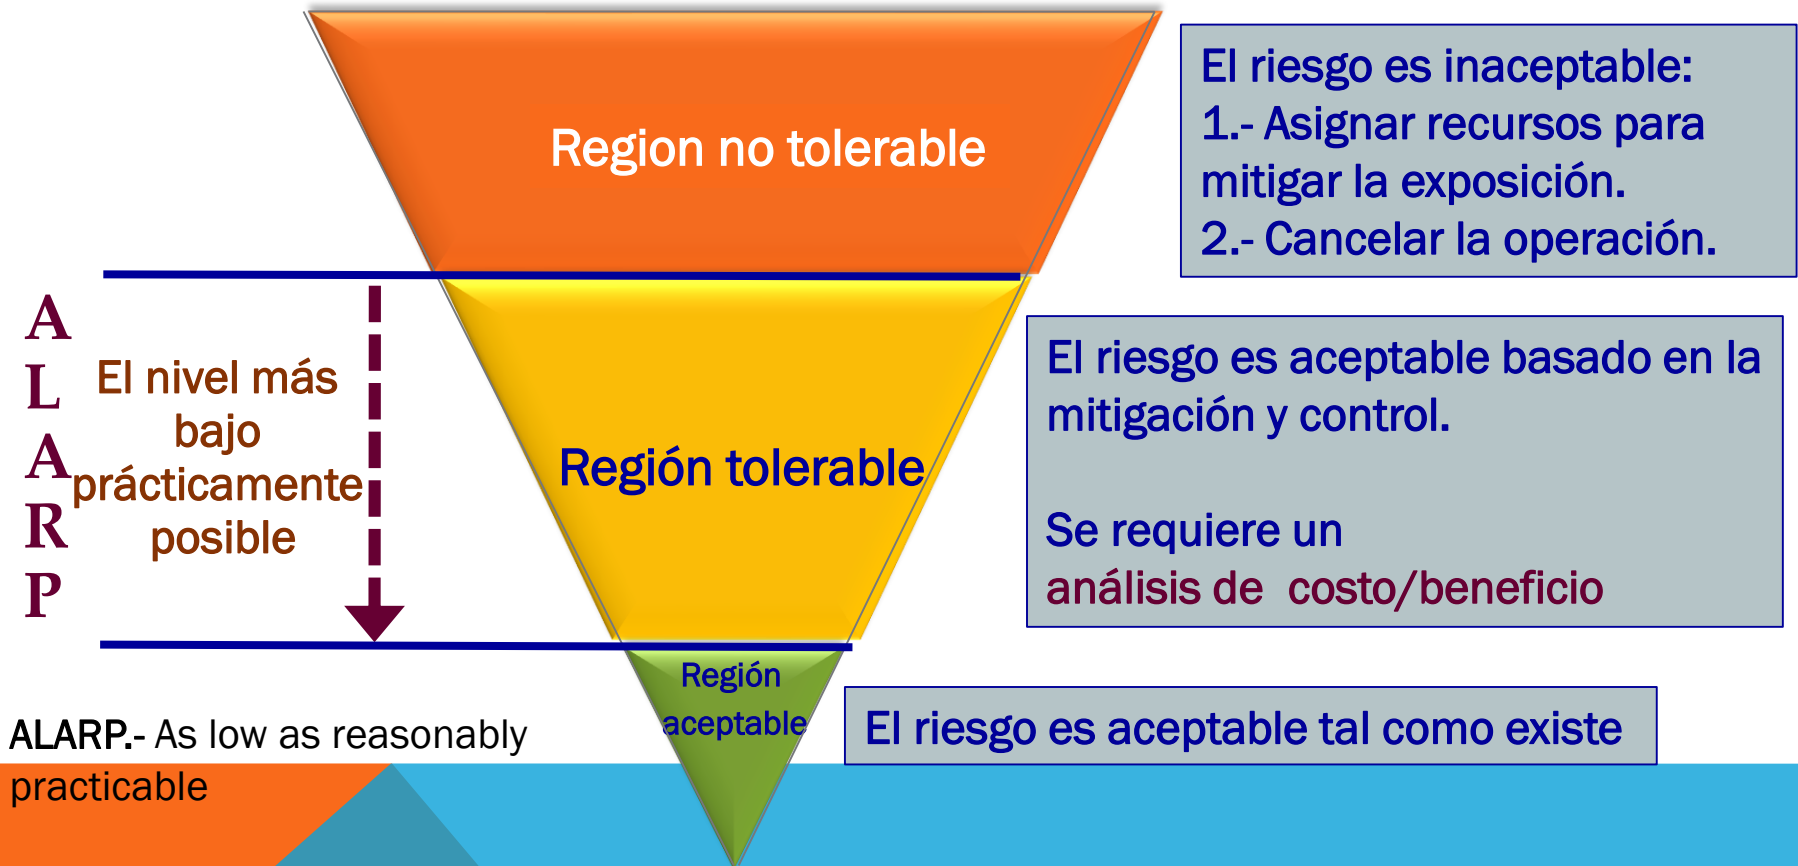 Region no tolerable
El riesgo es inaceptable:
1.- Asignar recursos para
mitigar la exposición.
2.- Cancelar la operación.
A
L
A
R
P
El nivel más
bajo
prácticamente
posible
Región tolerable
El riesgo es aceptable basado en la
mitigación y control.
Se requiere un
análisis de costo/beneficio
Región
aceptable
El riesgo es aceptable tal como existe
ALARP.- As low as reasonably
practicable